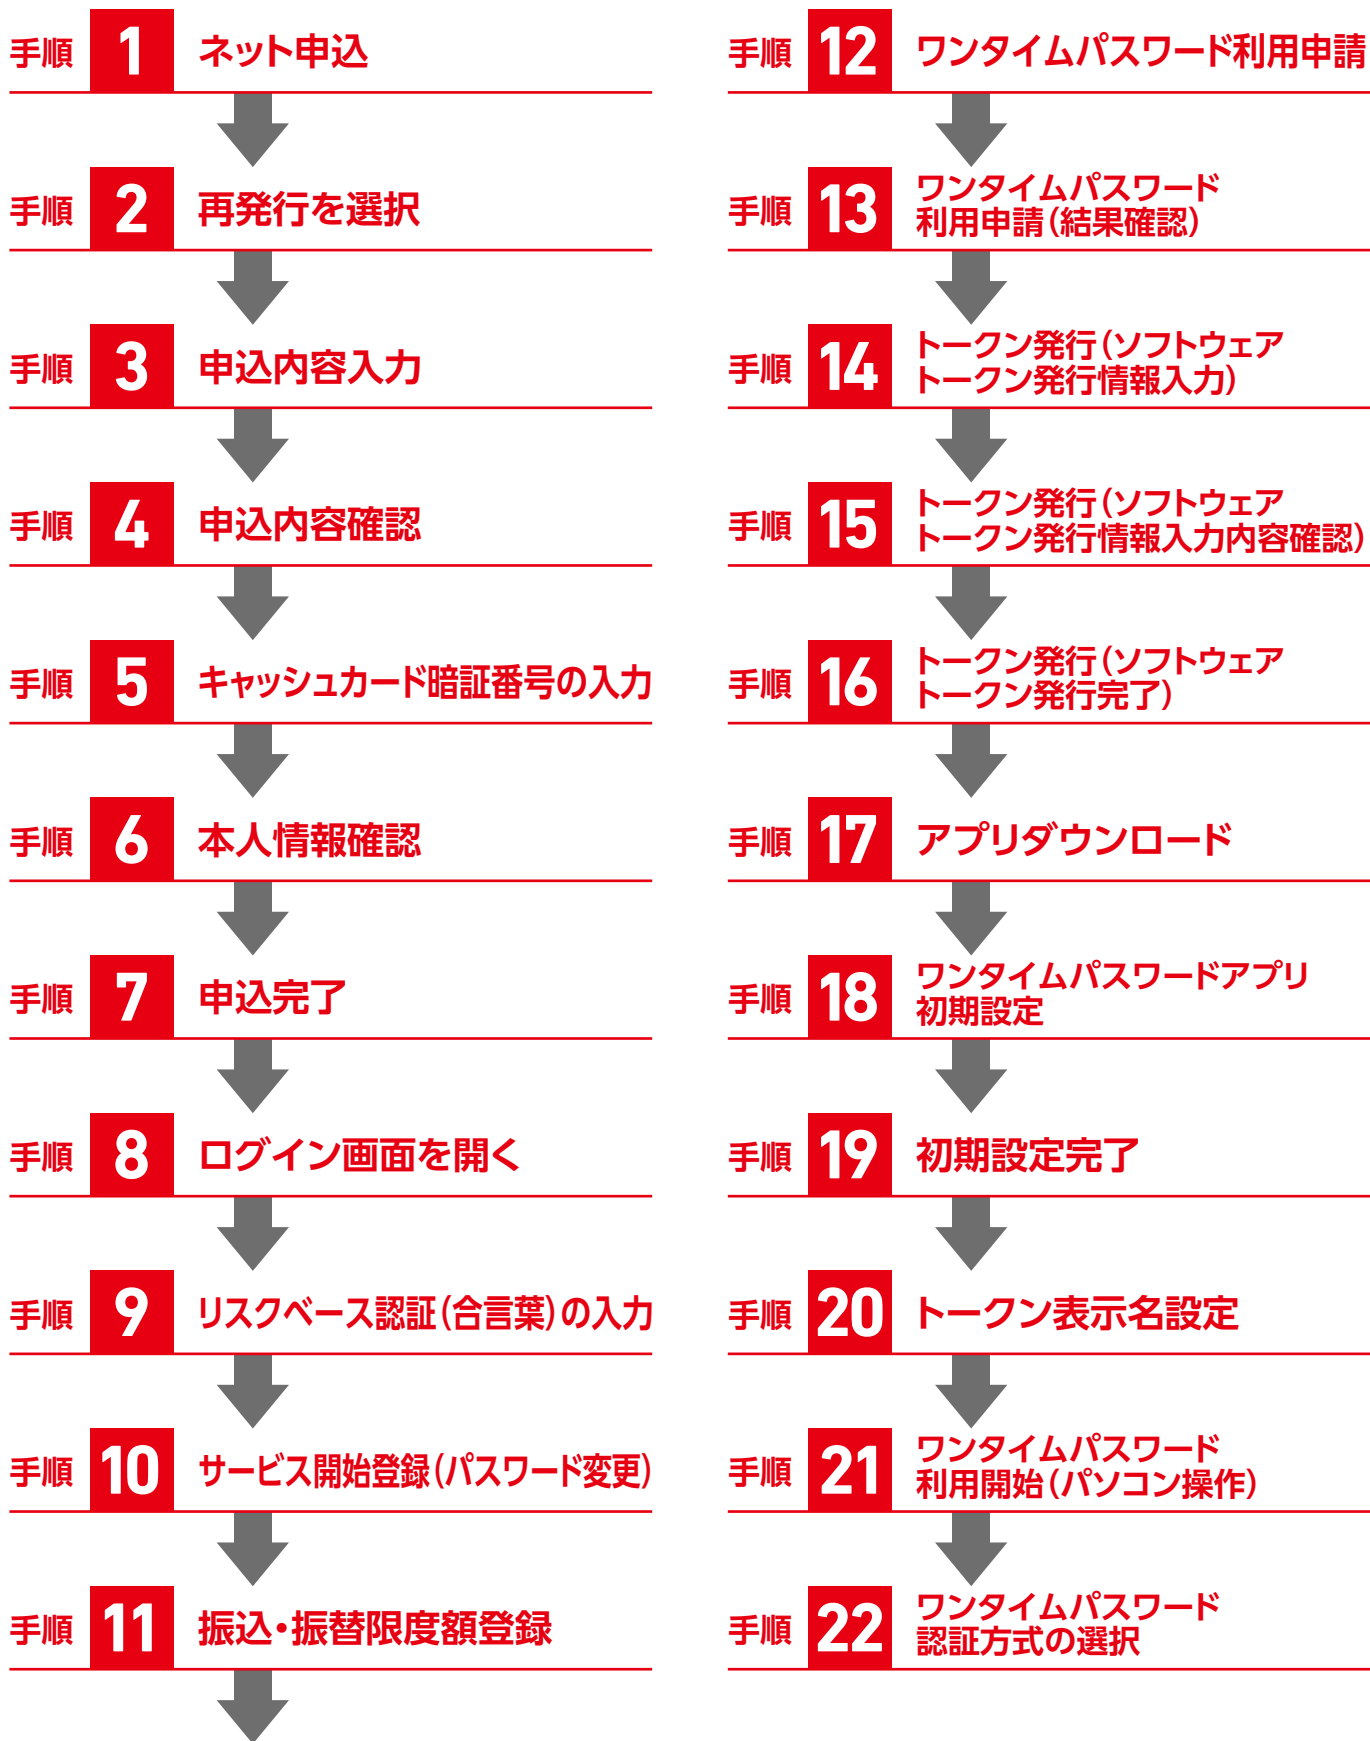 手順 1 ネット申込
手順 2 再発行を選択
手順 3 申込内容入力
手順 4 申込内容確認
手順 5 キャッシュカード暗証番号の入力
手順 6 本人情報確認
手順 7 申込完了
手順 8 ログイン画面を開く
手順 9 リスクベース認証(合言葉)の入力
手順 10 サービス開始登録(パスワード変更)
手順 11 振込・振替限度額登録
手順 12 ワンタイムパスワード利用申請
手順 13 ワンタイムパスワード
利用申請(結果確認)
手順 14 トークン発行(ソフトウェア
トークン発行情報入力)
手順 15 トークン発行(ソフトウェア
トークン発行情報入力内容確認)
手順 16 トークン発行(ソフトウェア
トークン発行完了)
手順 17 アプリダウンロード
手順 18 ワンタイムパスワードアプリ
初期設定
手順 19 初期設定完了
手順 20 トークン表示名設定
手順 21 ワンタイムパスワード
利用開始(パソコン操作)
手順 22 ワンタイムパスワード
認証方式の選択